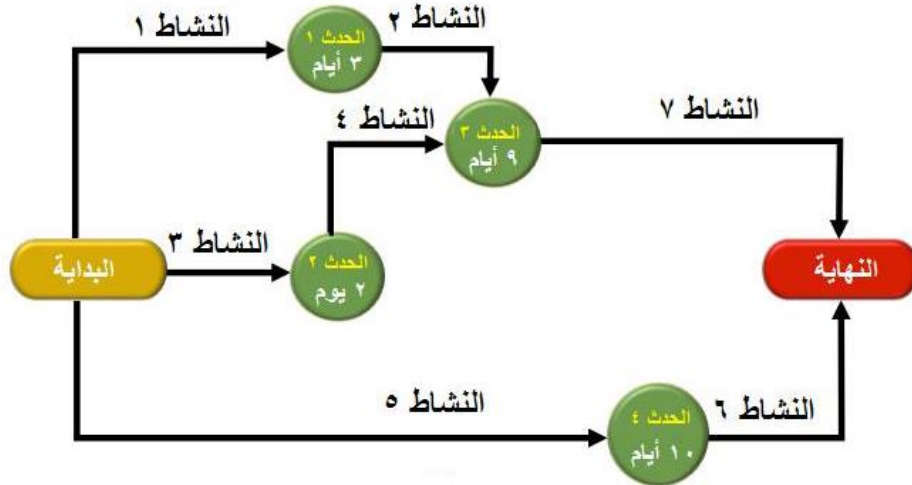 النشاط ١
الحدث ١
٣ أيام
النشاط ٢
النشاط ٤
الحدث ٣
٩ أيام
النشاط ٧
البداية
النشاط ٣
الحدث ٢
٢ يوم
النهاية
النشاط ٥
الحدث ٤
١٠ أيام
النشاط ٦